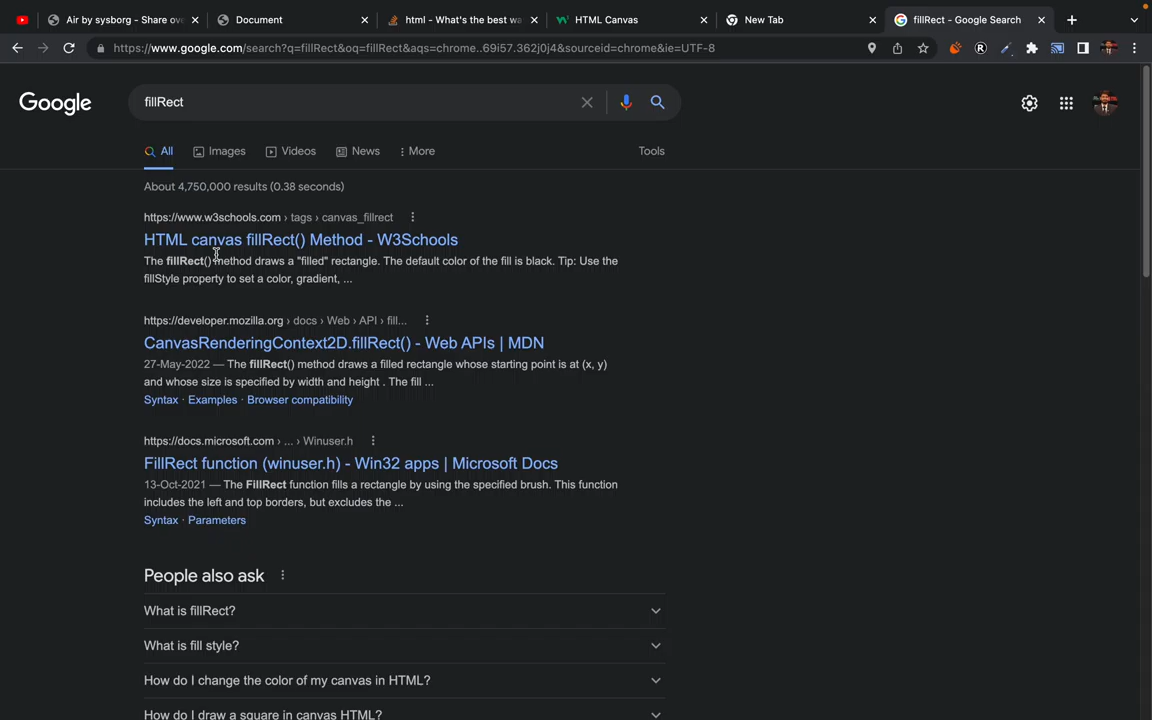 Air by sysborg - Share ove
Document
html - What's the best wa
HTML Canvas
New Tab
fillRect - Google Search
https://www.google.com/search?q=fillRect&oq=fillRect&aqs=chrome..69i57.362j0j4&sourceid=chrome&ie=UTF-8
Google
fillRect
All
Images
Videos
News
More
Tools
About 4,750,000 results (0.38 seconds)
https://www.w3schools.com › tags › canvas_fillrect
HTML canvas fillRect() Method - W3Schools
The fillRect() method draws a "filled" rectangle. The default color of the fill is black. Tip: Use the
fillStyle property to set a color, gradient, ...
https://developer.mozilla.org › docs › Web › API › fill...
CanvasRenderingContext2D.fillRect() - Web APIs | MDN
27-May-2022 — The fillRect() method draws a filled rectangle whose starting point is at (x, y)
and whose size is specified by width and height . The fill ...
Syntax · Examples · Browser compatibility
https://docs.microsoft.com › ... › Winuser.h
FillRect function (winuser.h) - Win32 apps | Microsoft Docs
13-Oct-2021 — The FillRect function fills a rectangle by using the specified brush. This function
includes the left and top borders, but excludes the ...
Syntax · Parameters
People also ask
What is fillRect?
What is fill style?
How do I change the color of my canvas in HTML?
How do I draw a square in canvas HTML?